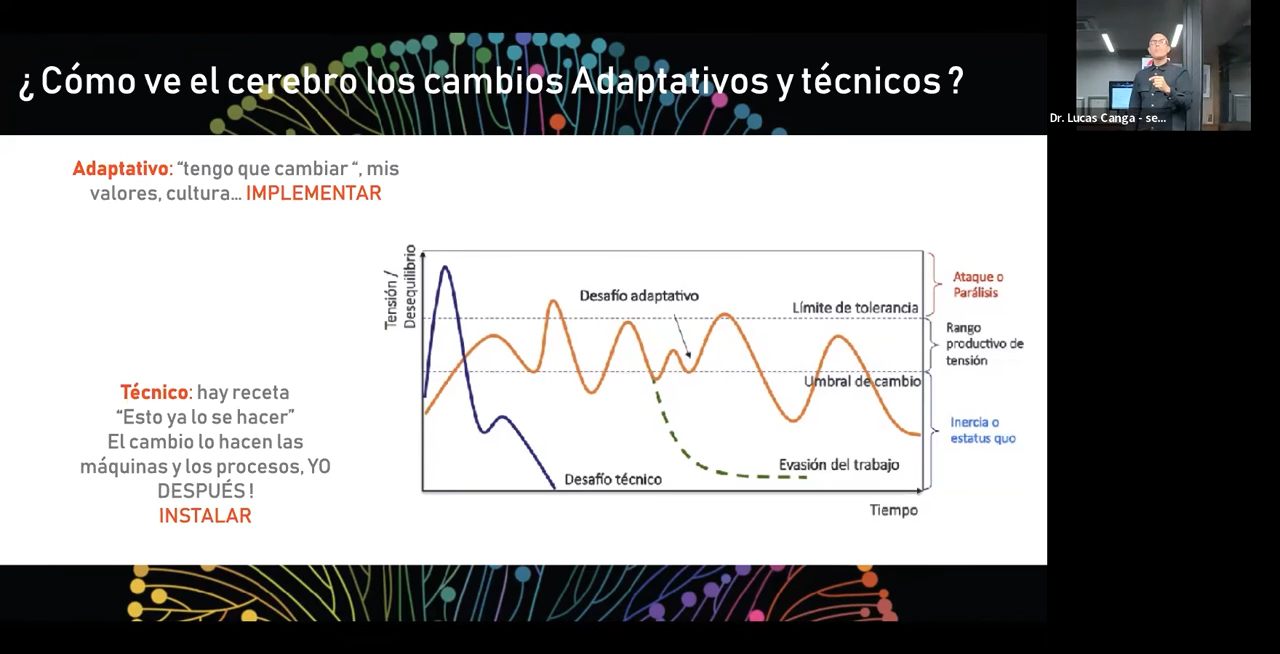 ¿ Cómo ve el cerebro los cambios Adaptativos y técnicos ?
Dr. Lucas Canga - se...
Adaptativo: “tengo que cambiar “, mis
valores, cultura... IMPLEMENTAR
Técnico: hay receta
“Esto ya lo se hacer”
El cambio lo hacen las
máquinas y los procesos, YO
DESPUÉS !
INSTALAR
Tensión /
Desequilibrio
Desafío adaptativo
Límite de tolerancia
Umbral de cambio
Evasión del trabajo
Desafío técnico
Tiempo
Ataque o
Parálisis
Rango
productivo de
tensión
Inercia o
estatus quo